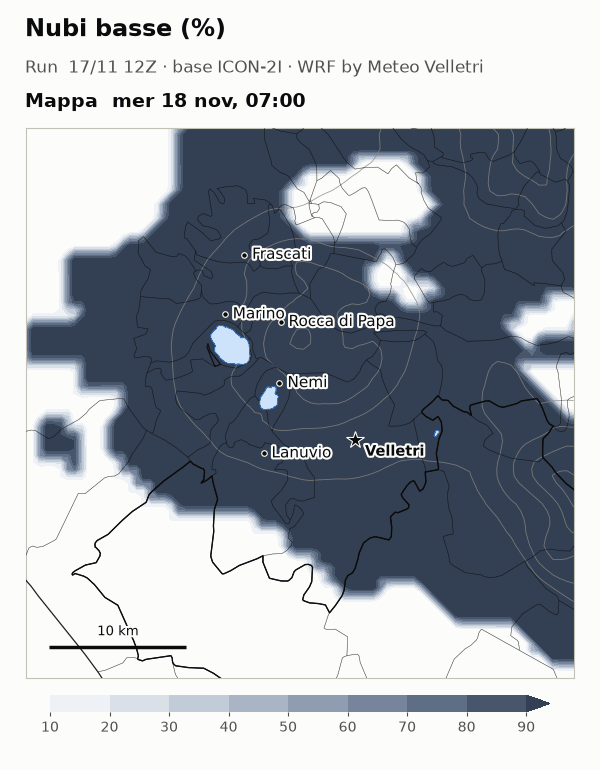 Nubi basse (%)
Run  17/11 12Z · base ICON-2I · WRF by Meteo Velletri
Mappa  mer 18 nov, 07:00
Frascati
Marino
Rocca di Papa
Nemi
Velletri
Lanuvio
10 km
10 20 30 40 50 60 70 80 90